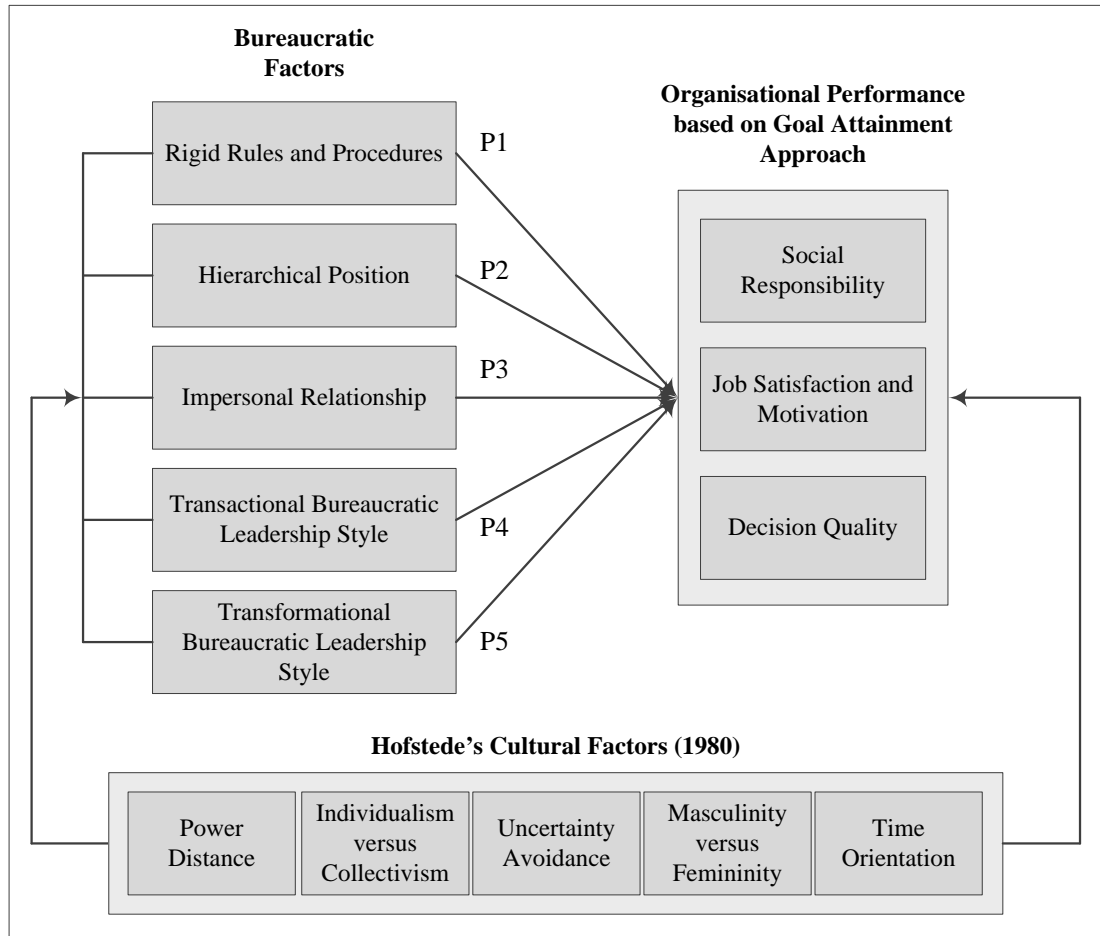 Bureaucratic
Factors
Rigid Rules and Procedures
P1
Hierarchical Position
P2
Impersonal Relationship
P3
Transactional Bureaucratic
Leadership Style
P4
Transformational
Bureaucratic Leadership
Style
P5
Organisational Performance
based on Goal Attainment
Approach
Social
Responsibility
Job Satisfaction and
Motivation
Decision Quality
Hofstede’s Cultural Factors (1980)
Power
Distance
Individualism
versus
Collectivism
Uncertainty
Avoidance
Masculinity
versus
Femininity
Time
Orientation